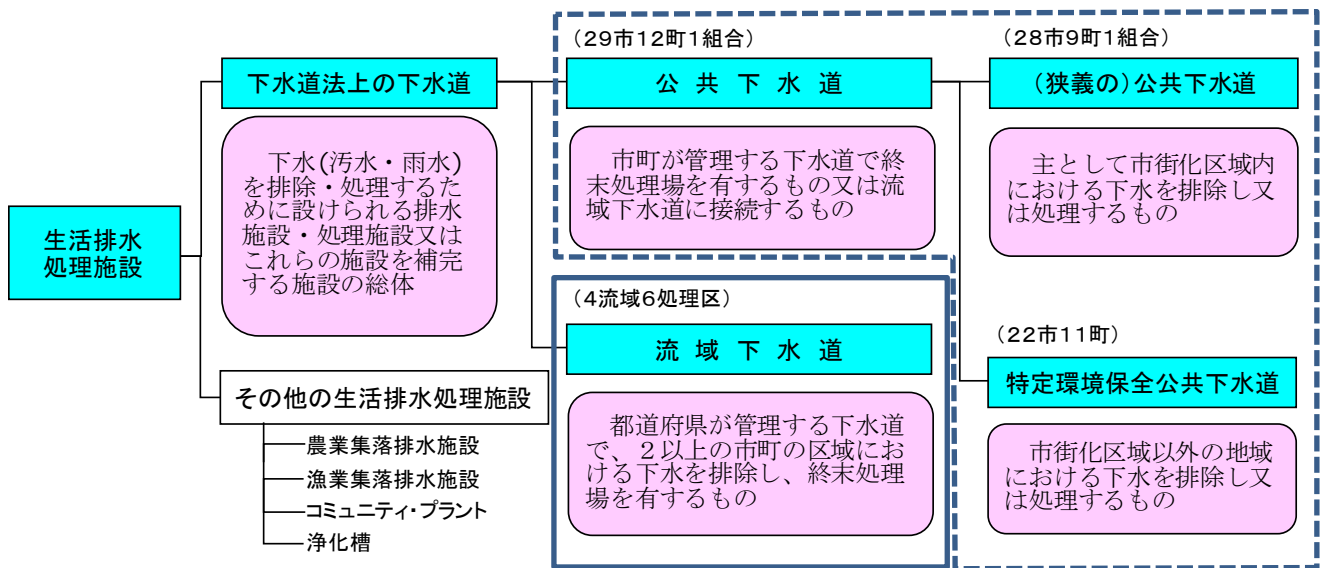 生活排水
処理施設
下水道法上の下水道
下水(汚水・雨水)
を排除・処理するた
めに設けられる排水
施設・処理施設又は
これらの施設を補完
する施設の総体
その他の生活排水処理施設
農業集落排水施設
漁業集落排水施設
コミュニティ・プラント
浄化槽
(29市12町1組合)
公共下水道
市町が管理する下水道で終
末処理場を有するもの又は流
域下水道に接続するもの
(4流域6処理区)
流域下水道
都道府県が管理する下水道
で、２以上の市町の区域にお
ける下水を排除し、終末処理
場を有するもの
(28市9町1組合)
(狭義の)公共下水道
主として市街化区域内
における下水を排除し又
は処理するもの
(22市11町)
特定環境保全公共下水道
市街化区域以外の地域
における下水を排除し又
は処理するもの